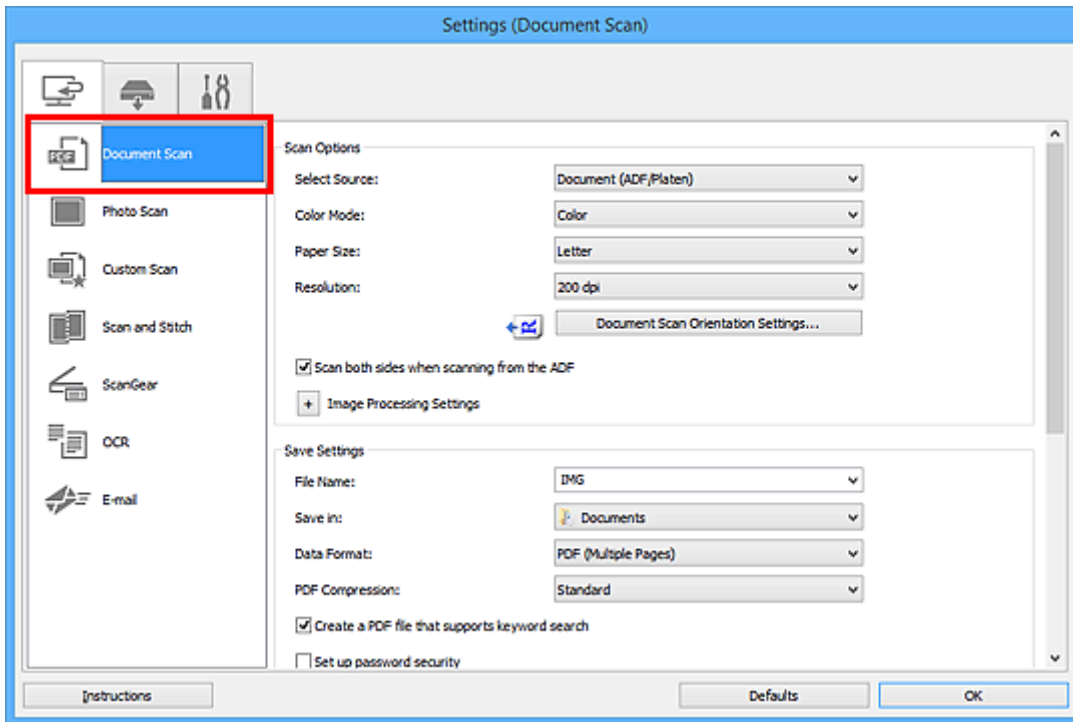 Settings (Document Scan)
PDF
Document Scan
Photo Scan
Custom Scan
Scan and Stitch
ScanGear
OCR
E-mail
Scan Options
Select Source: Document (ADF/Platen)
Color Mode: Color
Paper Size: Letter
Resolution: 200 dpi
R Document Scan Orientation Settings...
Scan both sides when scanning from the ADF
+ Image Processing Settings
Save Settings
File Name: IMG
Save in: Documents
Data Format: PDF (Multiple Pages)
PDF Compression: Standard
Create a PDF file that supports keyword search
Set up password security
Instructions Defaults OK